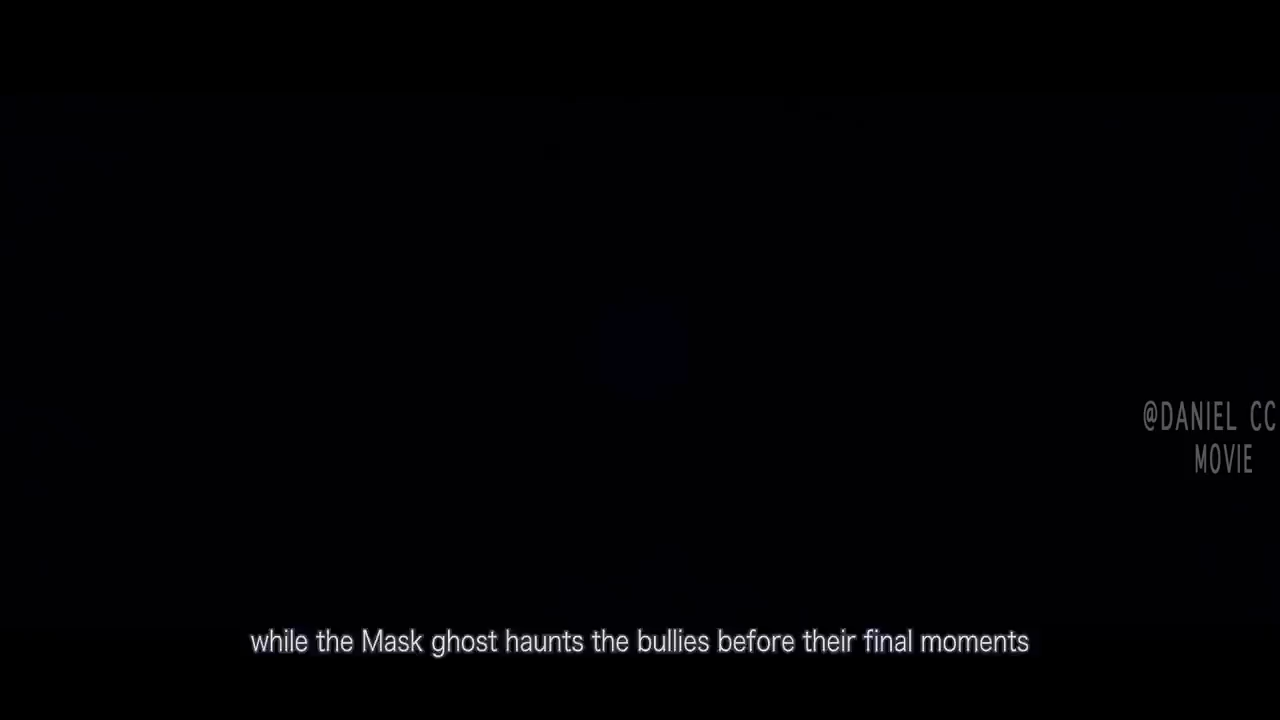 @DANIEL CC
MOVIE
while the Mask ghost haunts the bullies before their final moments